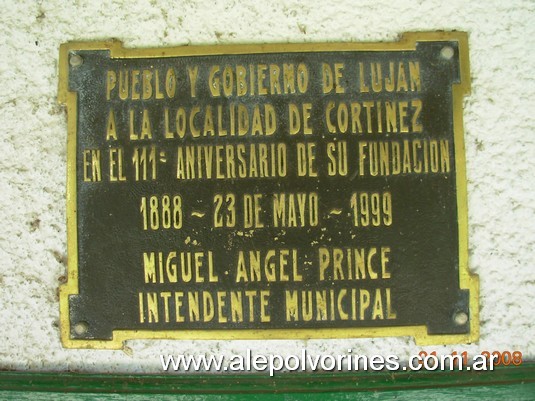 PUEBLO Y GOBIERMO DE LUJAN
A LA LOCALIDAD DE CORTINEZ
EN EL 111º ANIVERSARIO DE SU FUNDACION
1888 ~ 23 DE MAYO ~ 1999
MIGUEL ANGEL PRINCE
INTENDENTE MUNICIPAL
www.alepolvorines.com.ar